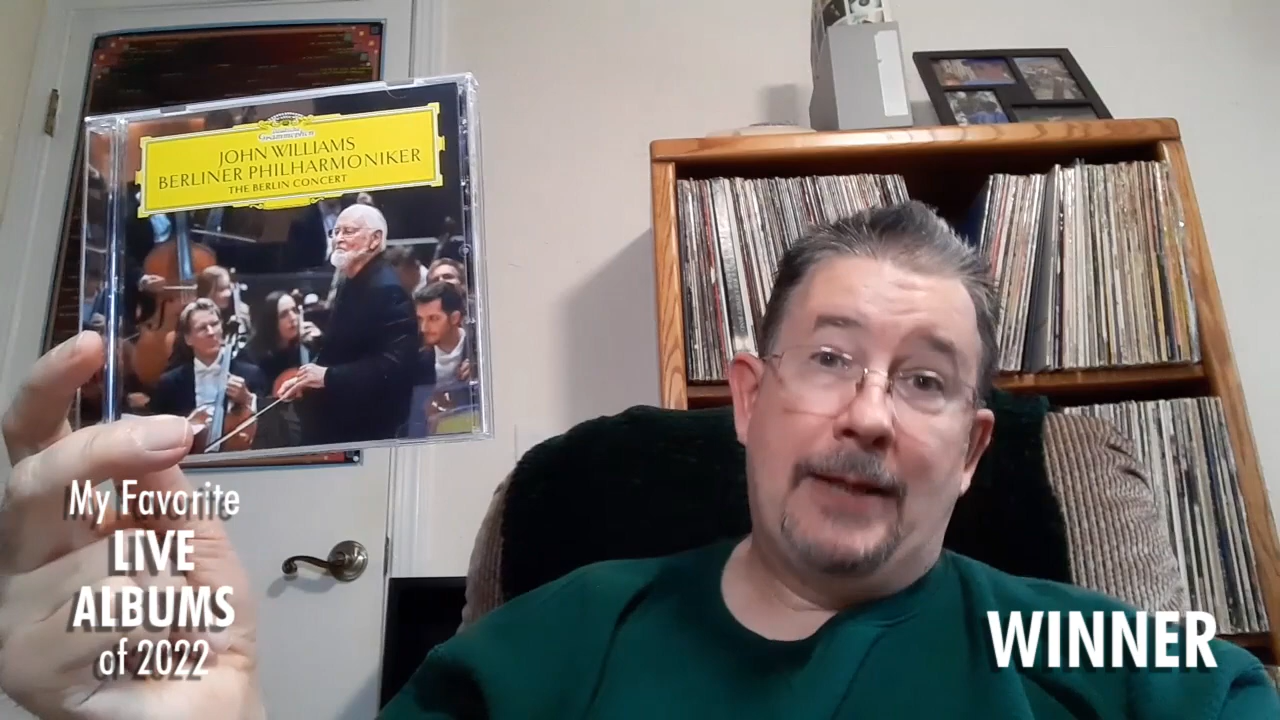 Grammophon
JOHN WILLIAMS
BERLINER PHILHARMONIKER
THE BERLIN CONCERT
My Favorite
LIVE
ALBUMS
of 2022
WINNER